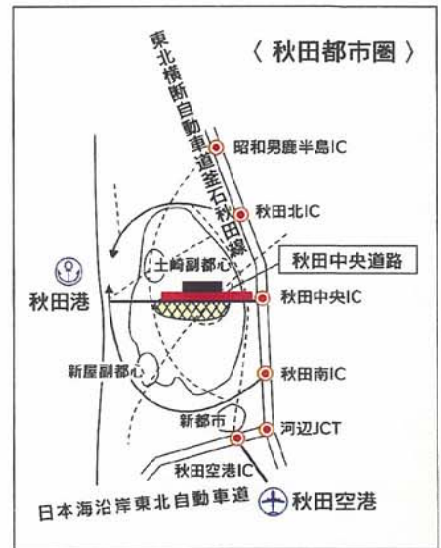 〈 秋田都市圏 〉
東北横断自動車道釜石秋田線
昭和男鹿半島IC
秋田北IC
土崎副都心
秋田中央道路
秋田港
秋田中央IC
新屋副都心
秋田南IC
新都市
河辺JCT
秋田空港IC
日本海沿岸東北自動車道
秋田空港